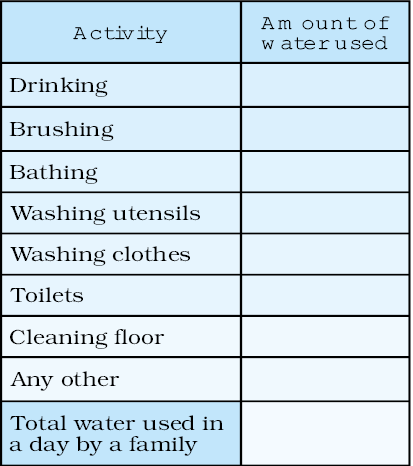 Activity
Amount of
water used
Drinking
Brushing
Bathing
Washing utensils
Washing clothes
Toilets
Cleaning floor
Any other
Total water used in
a day by a family